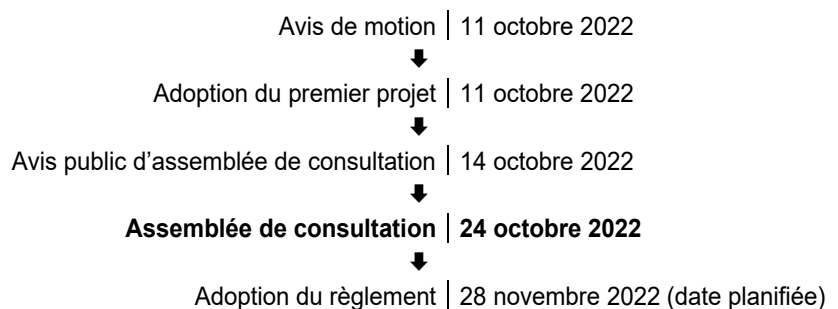 Avis de motion 11 octobre 2022
Adoption du premier projet 11 octobre 2022
Avis public d’assemblée de consultation 14 octobre 2022
Assemblée de consultation 24 octobre 2022
Adoption du règlement 28 novembre 2022 (date planifiée)